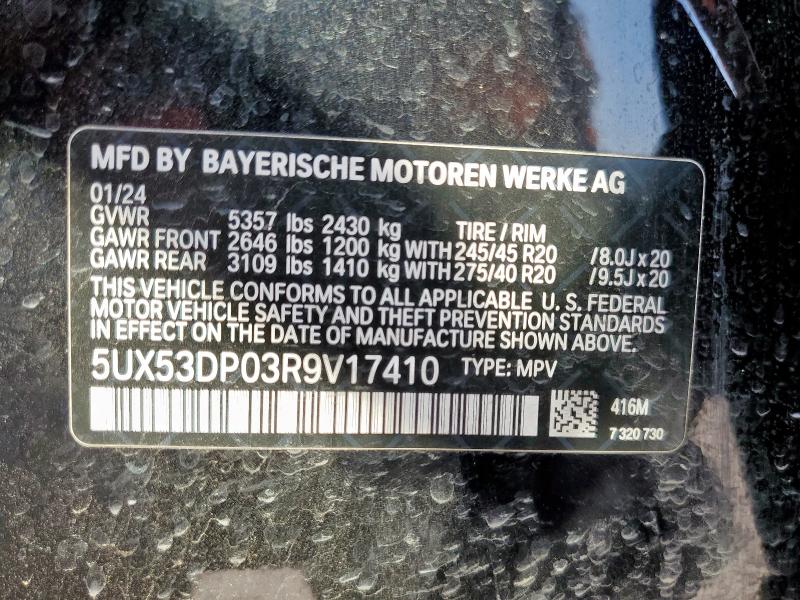 MFD BY BAYERISCHE MOTOREN WERKE AG
01/24
GVWR 5357 lbs 2430 kg TIRE / RIM
GAWR FRONT 2646 lbs 1200 kg WITH 245/45 R20 /8.0J x 20
GAWR REAR 3109 lbs 1410 kg WITH 275/40 R20 /9.5J x 20
THIS VEHICLE CONFORMS TO ALL APPLICABLE U. S. FEDERAL
MOTOR VEHICLE SAFETY AND THEFT PREVENTION STANDARDS
IN EFFECT ON THE DATE OF MANUFACTURE SHOWN ABOVE.
5UX53DP03R9V17410 TYPE: MPV
416M
7 320 730